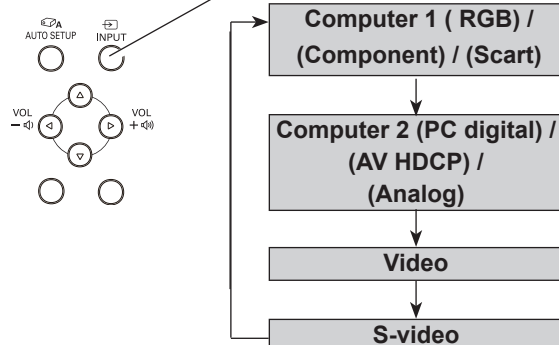 A
AUTO SETUP
INPUT
VOL
−
VOL
+
Computer 1 ( RGB) /
(Component) / (Scart)
Computer 2 (PC digital) /
(AV HDCP) /
(Analog)
Video
S-video